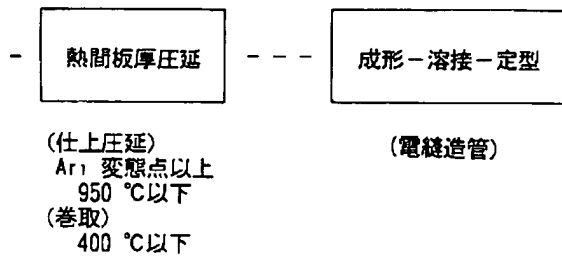 熱間板厚圧延
成形－溶接－定型
(仕上圧延)
Ar₁ 変態点以上
950 ℃以下
(巻取)
400 ℃以下
(電縫造管)